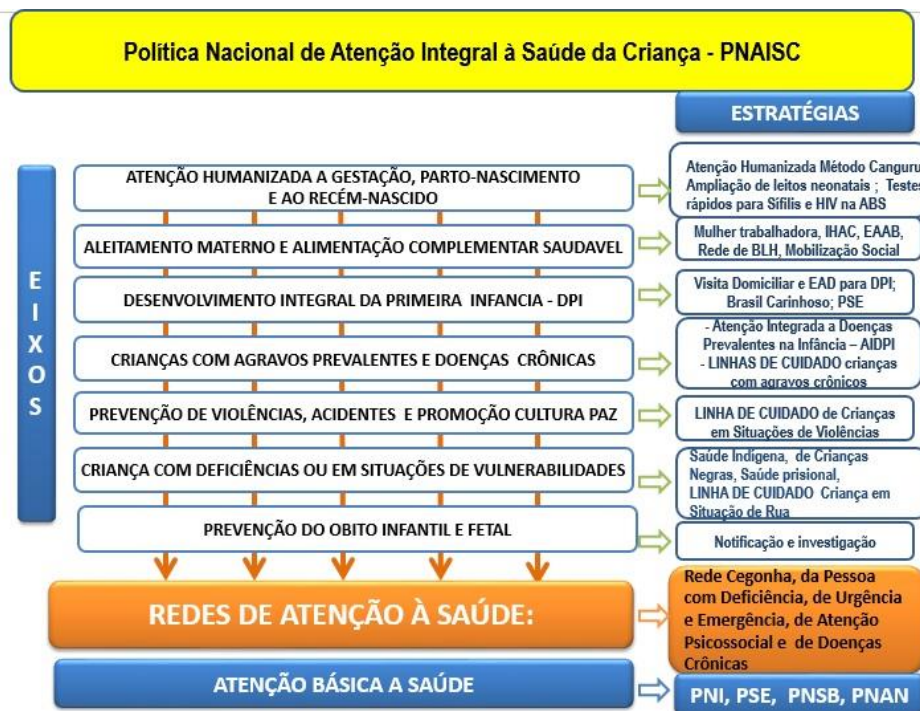 Política Nacional de Atenção Integral à Saúde da Criança - PNAISC
ESTRATÉGIAS
EIXOS
ATENÇÃO HUMANIZADA A GESTAÇÃO, PARTO-NASCIMENTO
E AO RECÉM-NASCIDO
Atenção Humanizada Método Canguru
Ampliação de leitos neonatais ; Testes
rápidos para Sífilis e HIV na ABS
ALEITAMENTO MATERNO E ALIMENTAÇÃO COMPLEMENTAR SAUDAVEL
Mulher trabalhadora, IHAC, EAAB,
Rede de BLH, Mobilização Social
DESENVOLVIMENTO INTEGRAL DA PRIMEIRA INFANCIA - DPI
Visita Domiciliar e EAD para DPI;
Brasil Carinhoso; PSE
CRIANÇAS COM AGRAVOS PREVALENTES E DOENÇAS CRÔNICAS
- Atenção Integrada a Doenças
Prevalentes na Infância – AIDPI
- LINHAS DE CUIDADO crianças
com agravos crônicos
PREVENÇÃO DE VIOLÊNCIAS, ACIDENTES E PROMOÇÃO CULTURA PAZ
LINHA DE CUIDADO de Crianças
em Situações de Violências
CRIANÇA COM DEFICIÊNCIAS OU EM SITUAÇÕES DE VULNERABILIDADES
Saúde Indígena, de Crianças
Negras, Saúde prisional,
LINHA DE CUIDADO Criança em
Situação de Rua
PREVENÇÃO DO OBITO INFANTIL E FETAL
Notificação e investigação
REDES DE ATENÇÃO À SAÚDE:
Rede Cegonha, da Pessoa
com Deficiência, de Urgência
e Emergência, de Atenção
Psicossocial e de Doenças
Crônicas
ATENÇÃO BÁSICA A SAÚDE
PNI, PSE, PNSB, PNAN